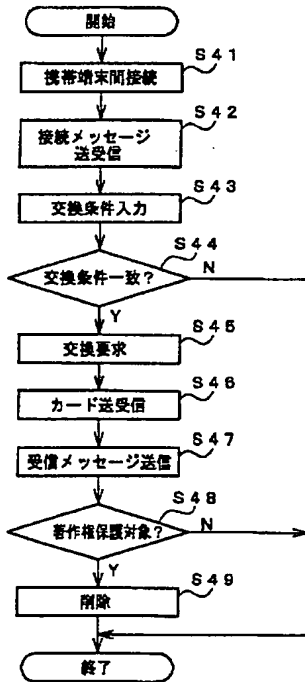 開始
S41
携帯端末間接続
S42
接続メッセージ
送受信
S43
交換条件入力
S44
交換条件一致？
N
Y
S45
交換要求
S46
カード送受信
S47
受信メッセージ送信
S48
著作権保護対象？
N
Y
S49
削除
終了